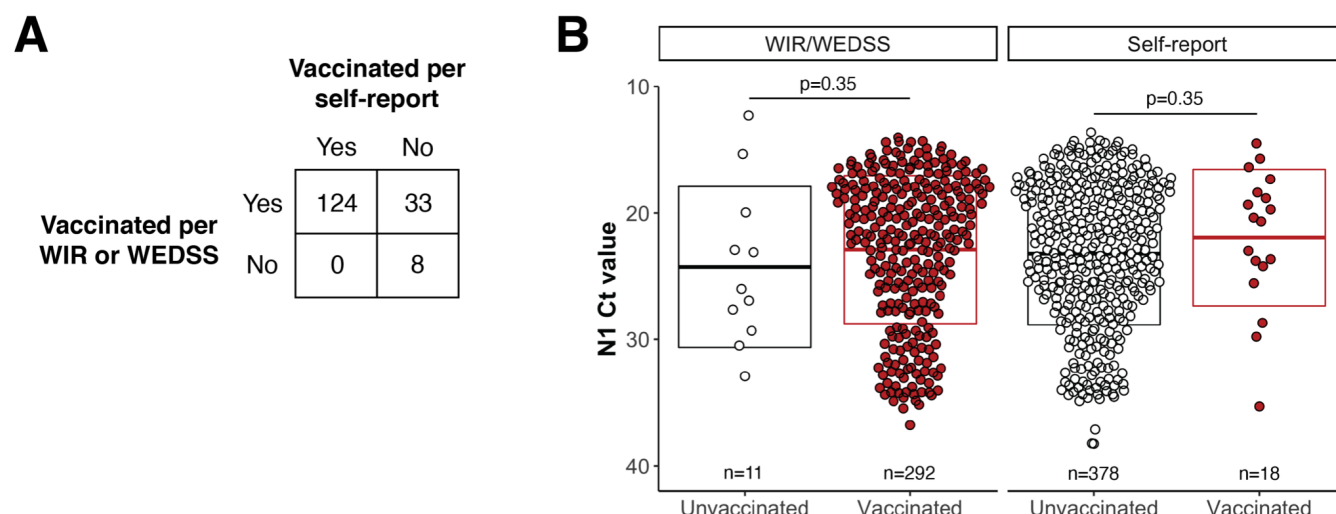 A
Vaccinated per
self-report
Yes No
Vaccinated per
WIR or WEDSS
Yes 124 33
No 0 8
B
WIR/WEDSS Self-report
p=0.35
p=0.35
N1 Ct value
10
20
30
40
n=11 n=292 n=378 n=18
Unvaccinated Vaccinated Unvaccinated Vaccinated